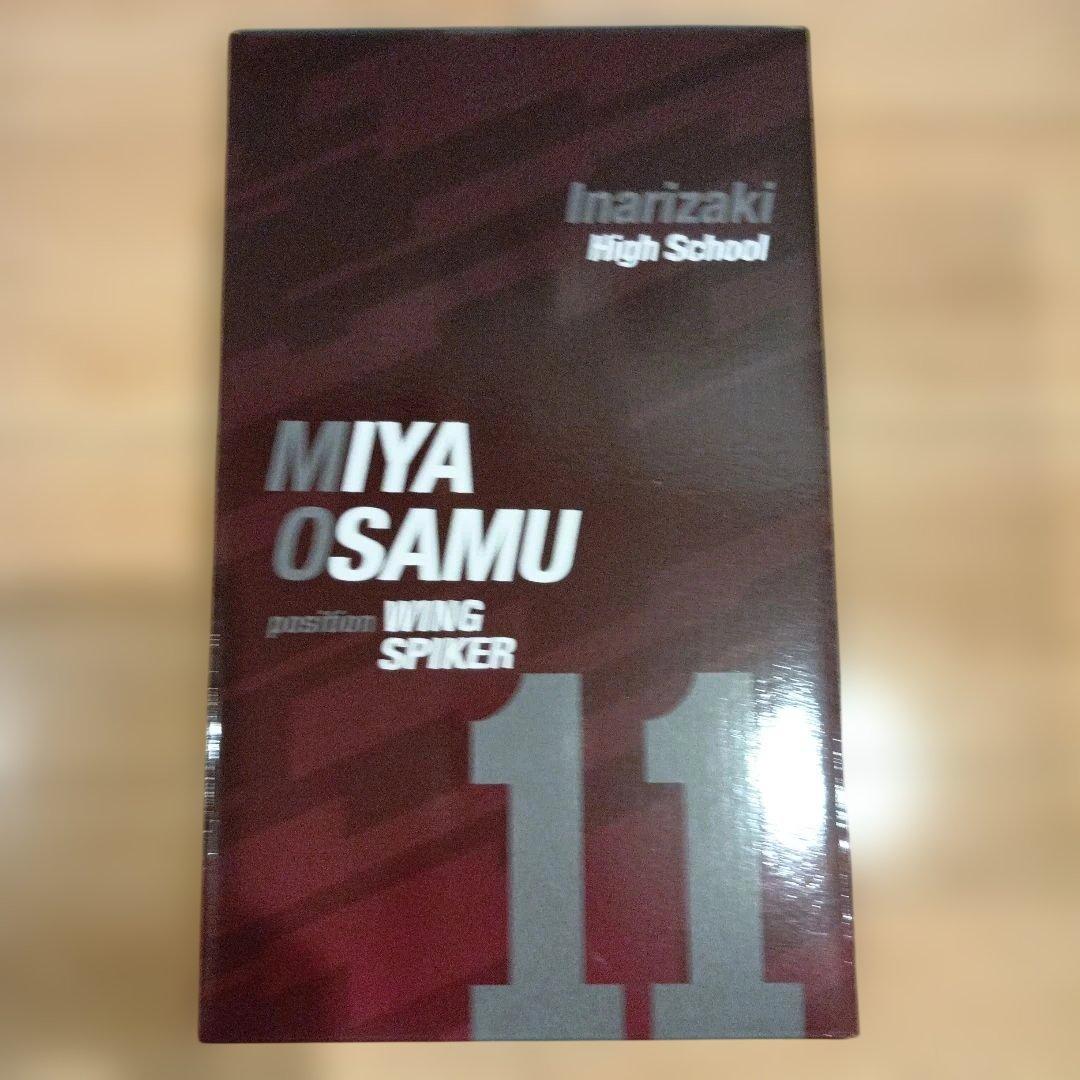 Inarizaki
High School
MIYA
OSAMU
position WING
SPIKER
11